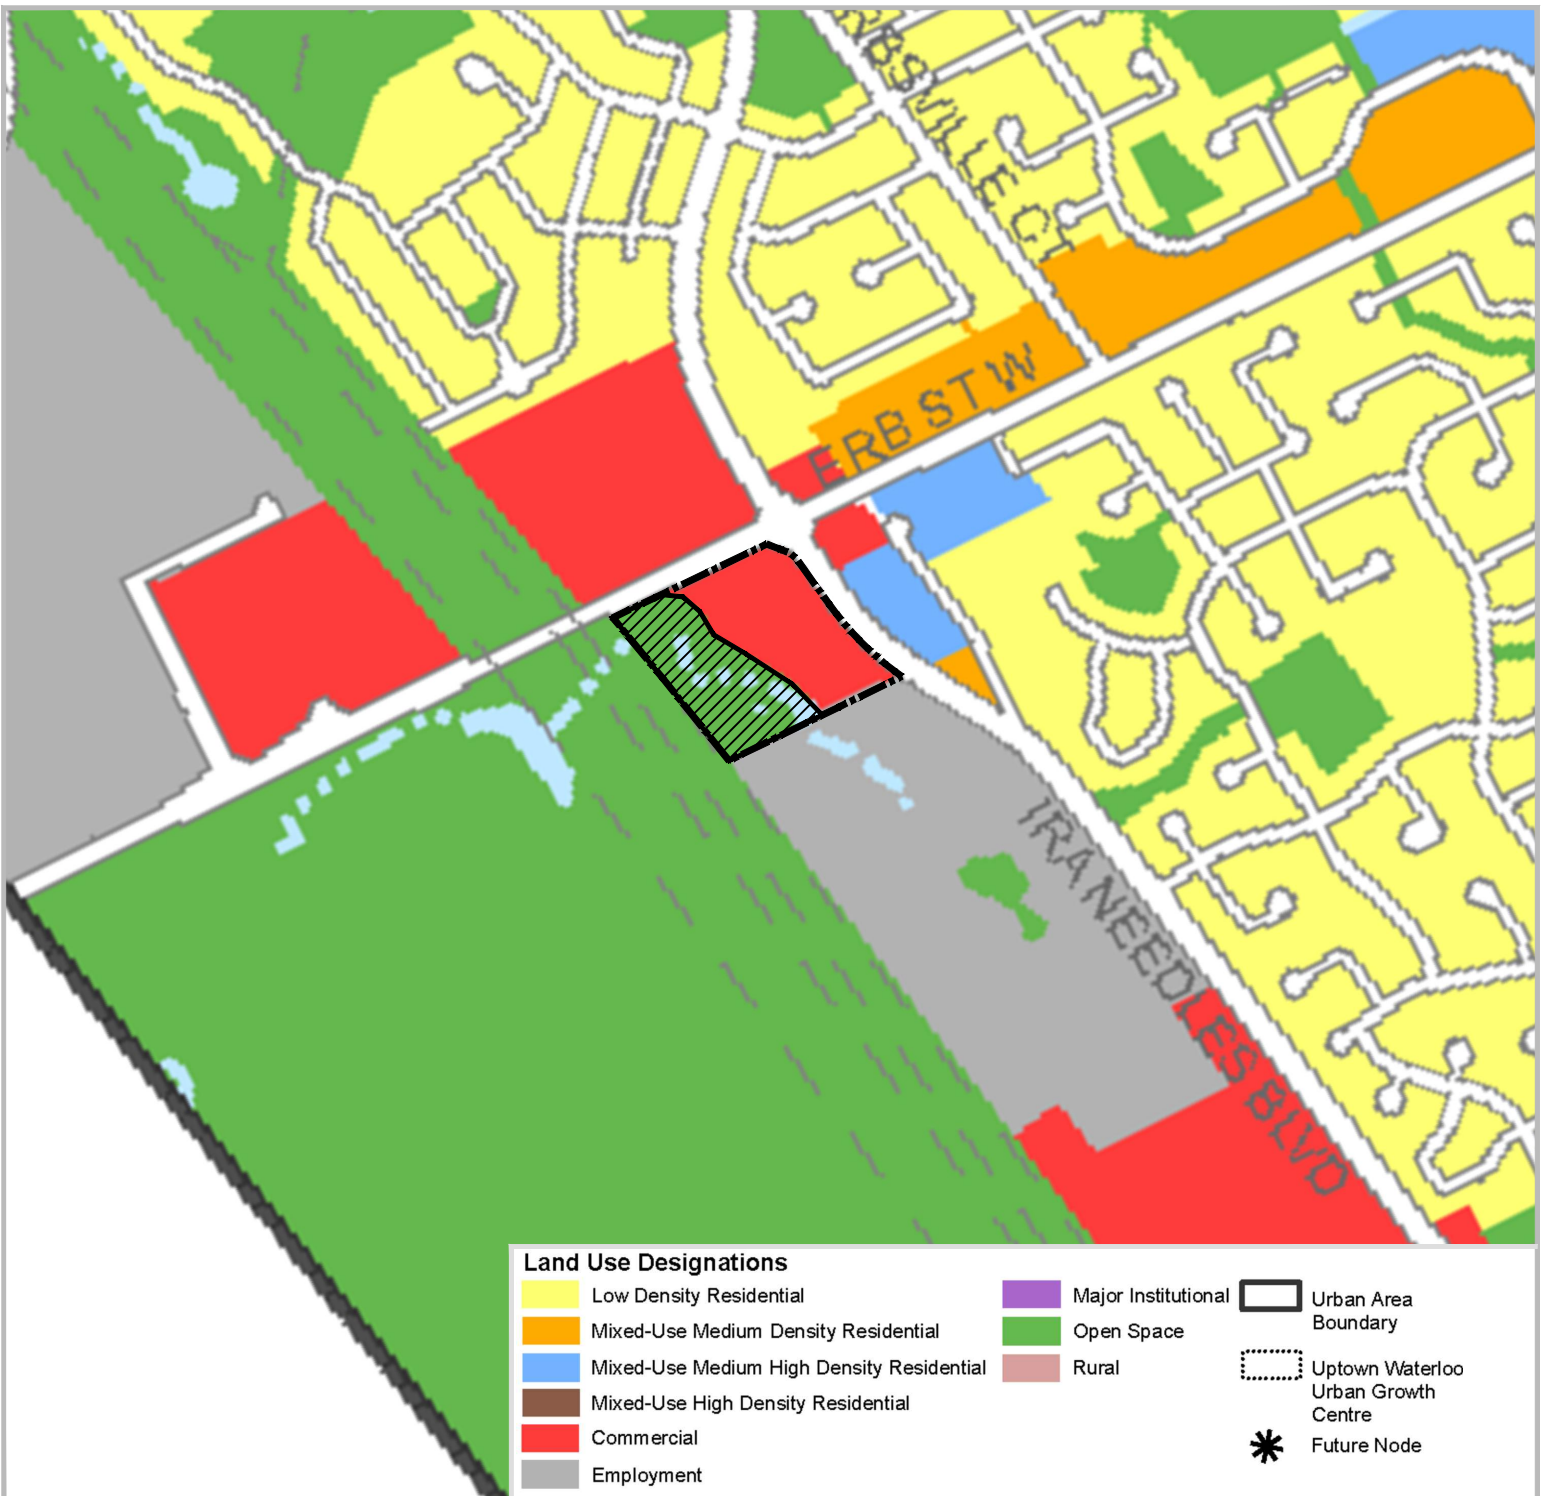 ERB ST W
IRA NEEDLES BLVD
Land Use Designations
Low Density Residential
Mixed-Use Medium Density Residential
Mixed-Use Medium High Density Residential
Mixed-Use High Density Residential
Commercial
Employment
Major Institutional
Open Space
Rural
Urban Area
Boundary
Uptown Waterloo
Urban Growth
Centre
Future Node